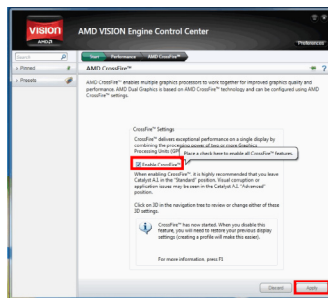 VISION
AMD
AMD VISION Engine Control Center
Preferences
Search
Start Performance AMD CrossFire™
Pinned
Presets
AMD CrossFire™
AMD CrossFire™ enables multiple graphics processors to work together for improved graphics quality and
performance. AMD Dual Graphics is based on AMD CrossFire™ technology and can be configured using AMD
CrossFire™ settings.
CrossFire™ Settings
CrossFire™ delivers exceptional performance on a single display by
combining the processing power of two or more Graphics
Processing Units (GPU
Place a check here to enable all CrossFire™ features.
Enable CrossFire™
When enabling CrossFire™, it is highly recommended that you leave
Catalyst A.I. in the "Standard" position. Visual corruption or
application issues may be seen in the Catalyst A.I. "Advanced"
position.
Click on 3D in the navigation tree to review or change either of these
3D settings.
CrossFire™ has now started. When you disable this
feature, you will need to restore your previous display
settings (creating a profile will make this easier).
For more information, press F1
Discard
Apply